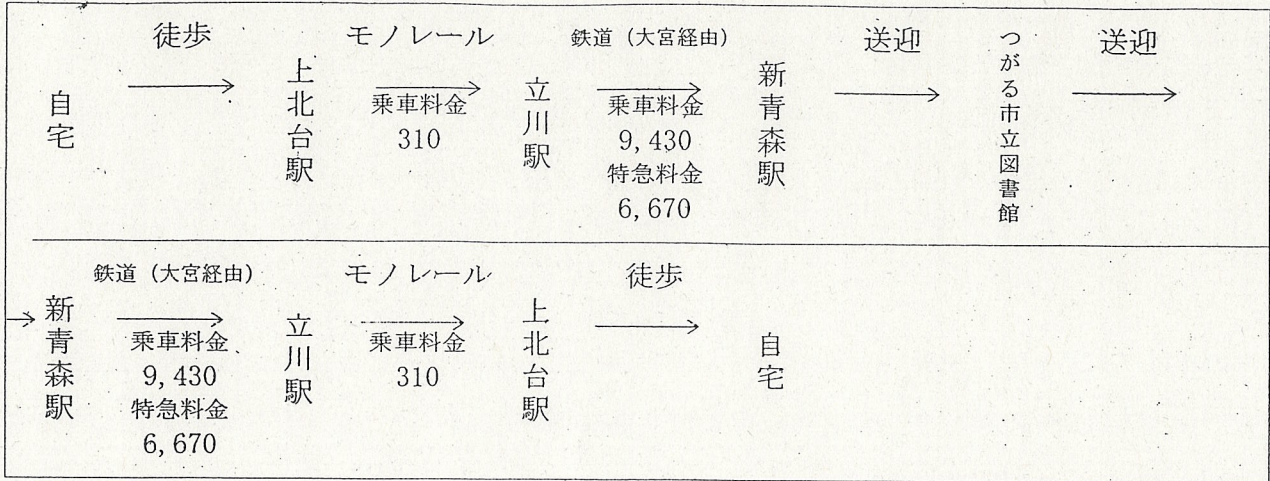 自宅
徒歩
上北台駅
モノレール
乗車料金
310
立川駅
鉄道（大宮経由）
乗車料金
9,430
特急料金
6,670
新青森駅
送迎
つがる市立図書館
送迎
新青森駅
鉄道（大宮経由）
乗車料金
9,430
特急料金
6,670
立川駅
モノレール
乗車料金
310
上北台駅
徒歩
自宅